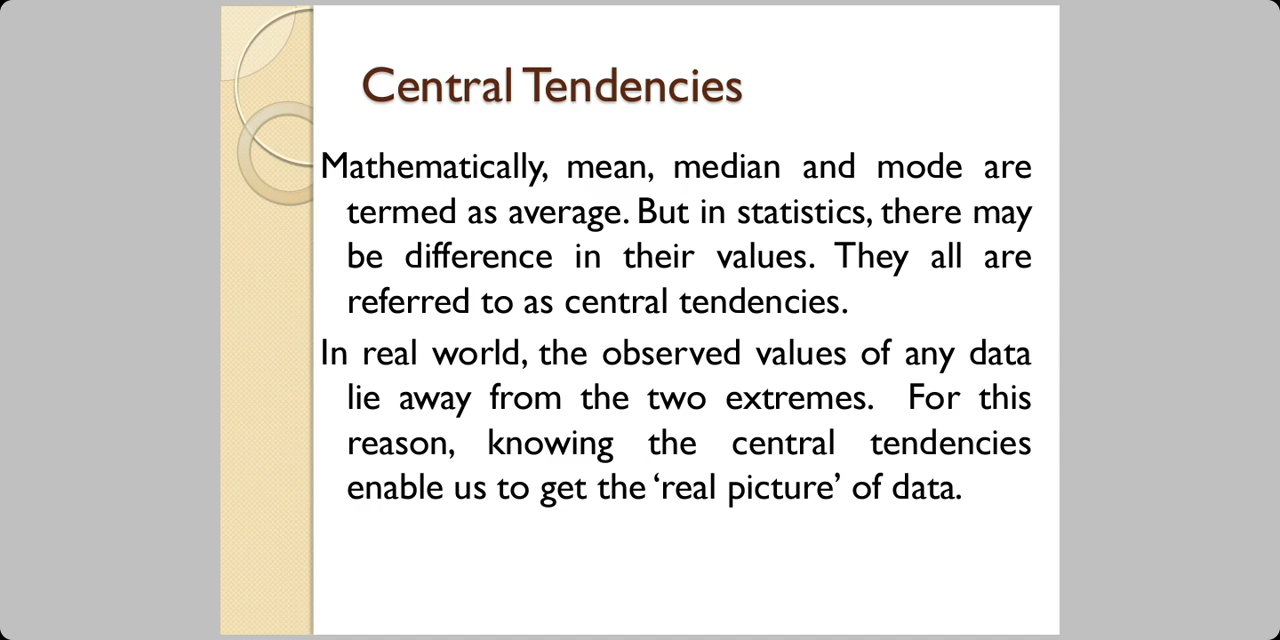 Central Tendencies
Mathematically, mean, median and mode are
termed as average. But in statistics, there may
be difference in their values. They all are
referred to as central tendencies.
In real world, the observed values of any data
lie away from the two extremes. For this
reason, knowing the central tendencies
enable us to get the ‘real picture’ of data.